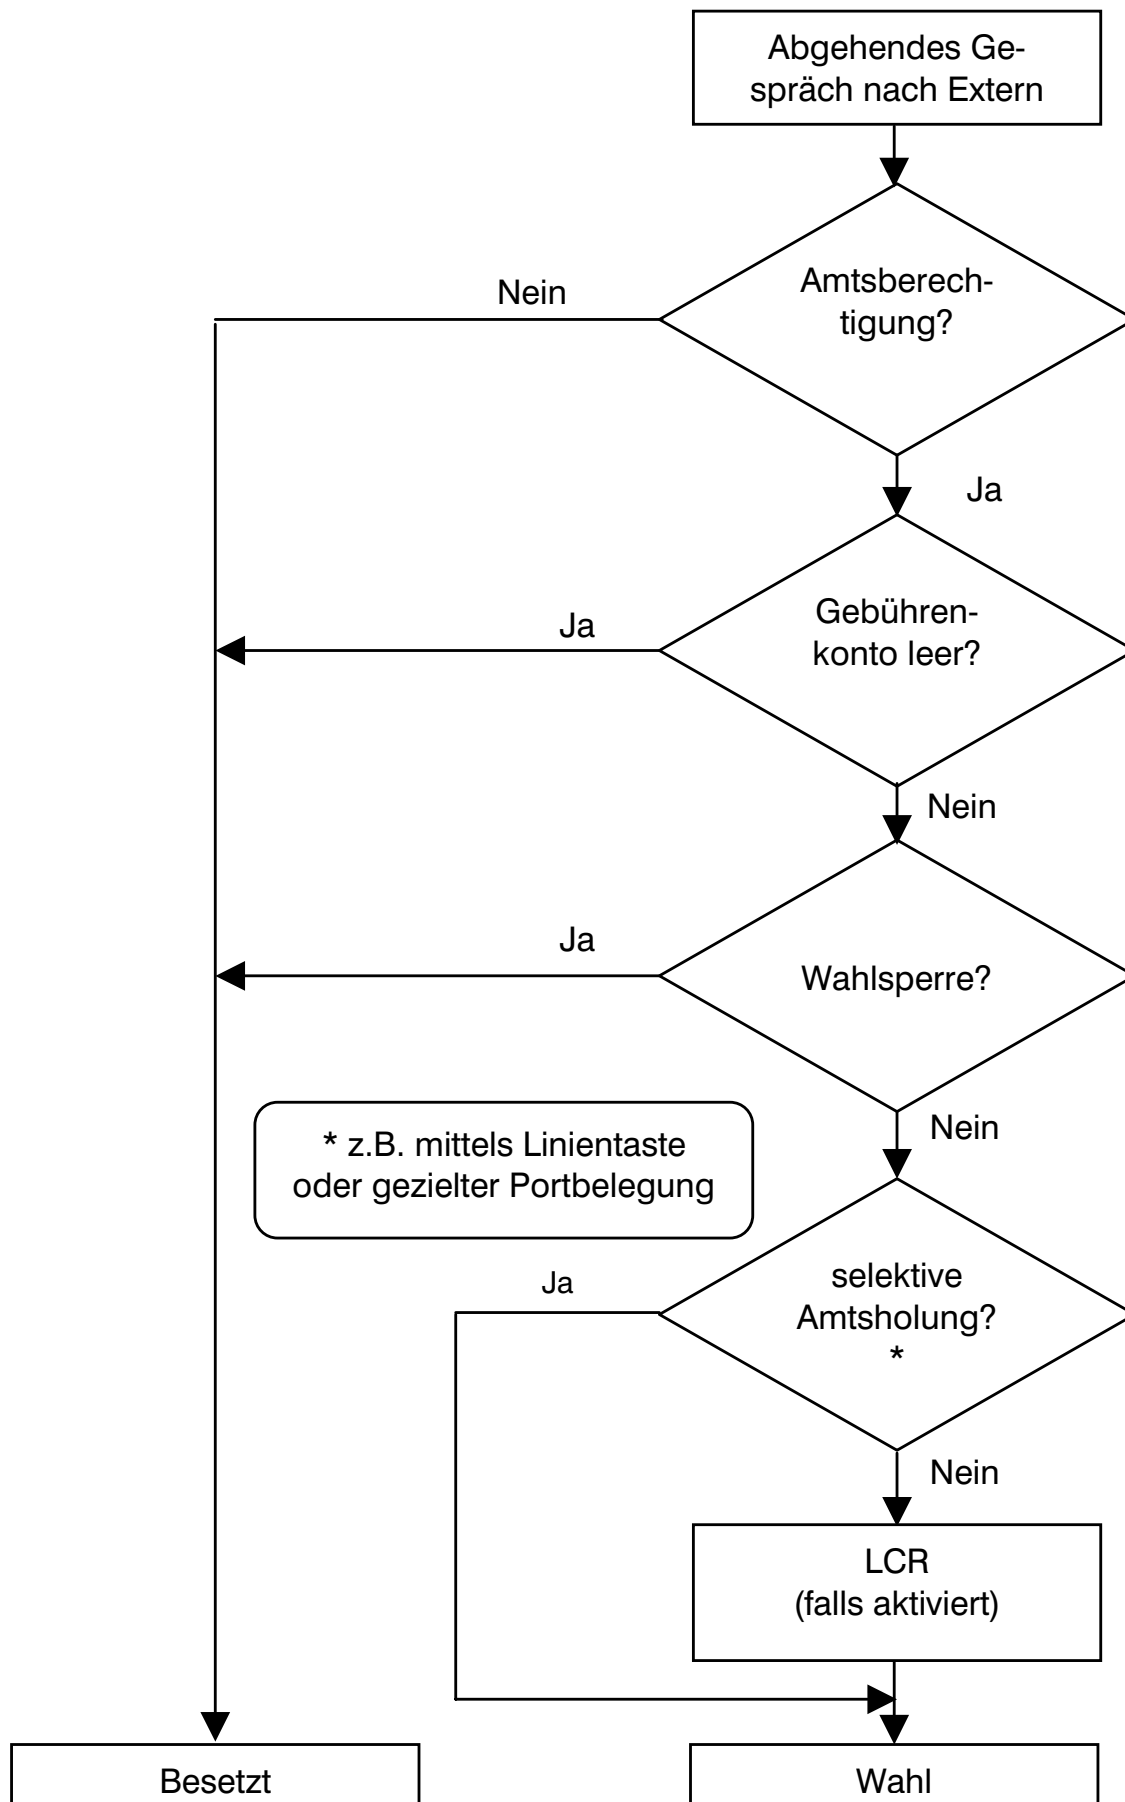 Abgehendes Ge-
spräch nach Extern
Amtsberech-
tigung?
Nein
Ja
Gebühren-
konto leer?
Ja
Nein
Wahlsperre?
Ja
Nein
* z.B. mittels Linientaste
oder gezielter Portbelegung
selektive
Amtsholung?
*
Ja
Nein
LCR
(falls aktiviert)
Besetzt
Wahl